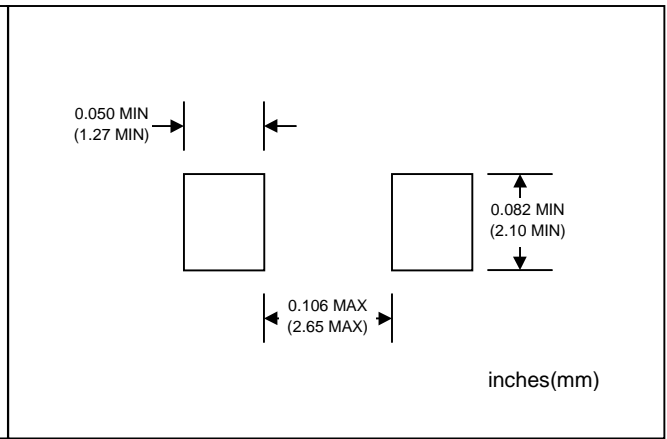 0.050 MIN
(1.27 MIN)
0.082 MIN
(2.10 MIN)
0.106 MAX
(2.65 MAX)
inches(mm)